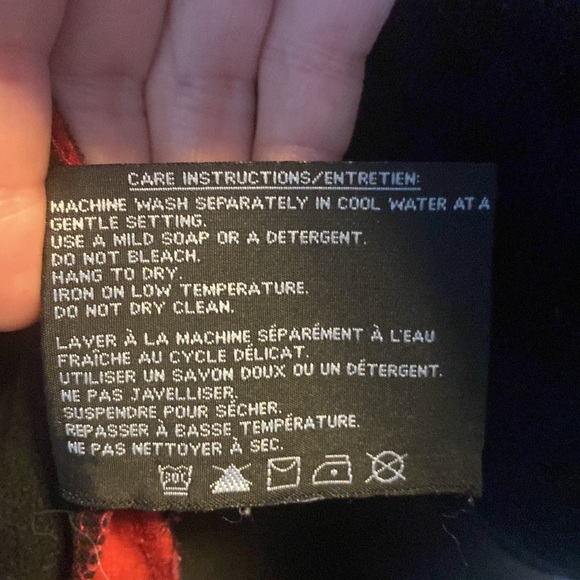 CARE INSTRUCTIONS/ENTRETIEN:
MACHINE WASH SEPARATELY IN COOL WATER AT A
GENTLE SETTING.
USE A MILD SOAP OR A DETERGENT.
DO NOT BLEACH.
HANG TO DRY.
IRON ON LOW TEMPERATURE.
DO NOT DRY CLEAN.
LAVER À LA MACHINE SÉPARÉMENT À L'EAU
FRAÎCHE AU CYCLE DÉLICAT.
UTILISER UN SAVON DOUX OU UN DÉTERGENT.
NE PAS JAVELLISER.
SUSPENDRE POUR SÉCHER.
REPASSER À BASSE TEMPÉRATURE.
NE PAS NETTOYER À SEC.
30C